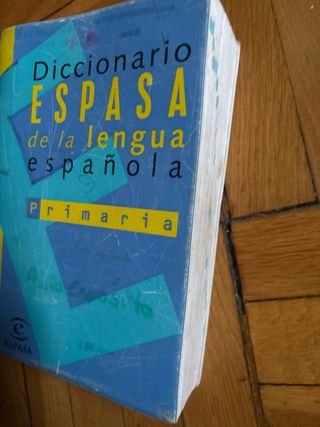 Diccionario
ESPASA
de la lengua
española
Primaria
e
ESPASA